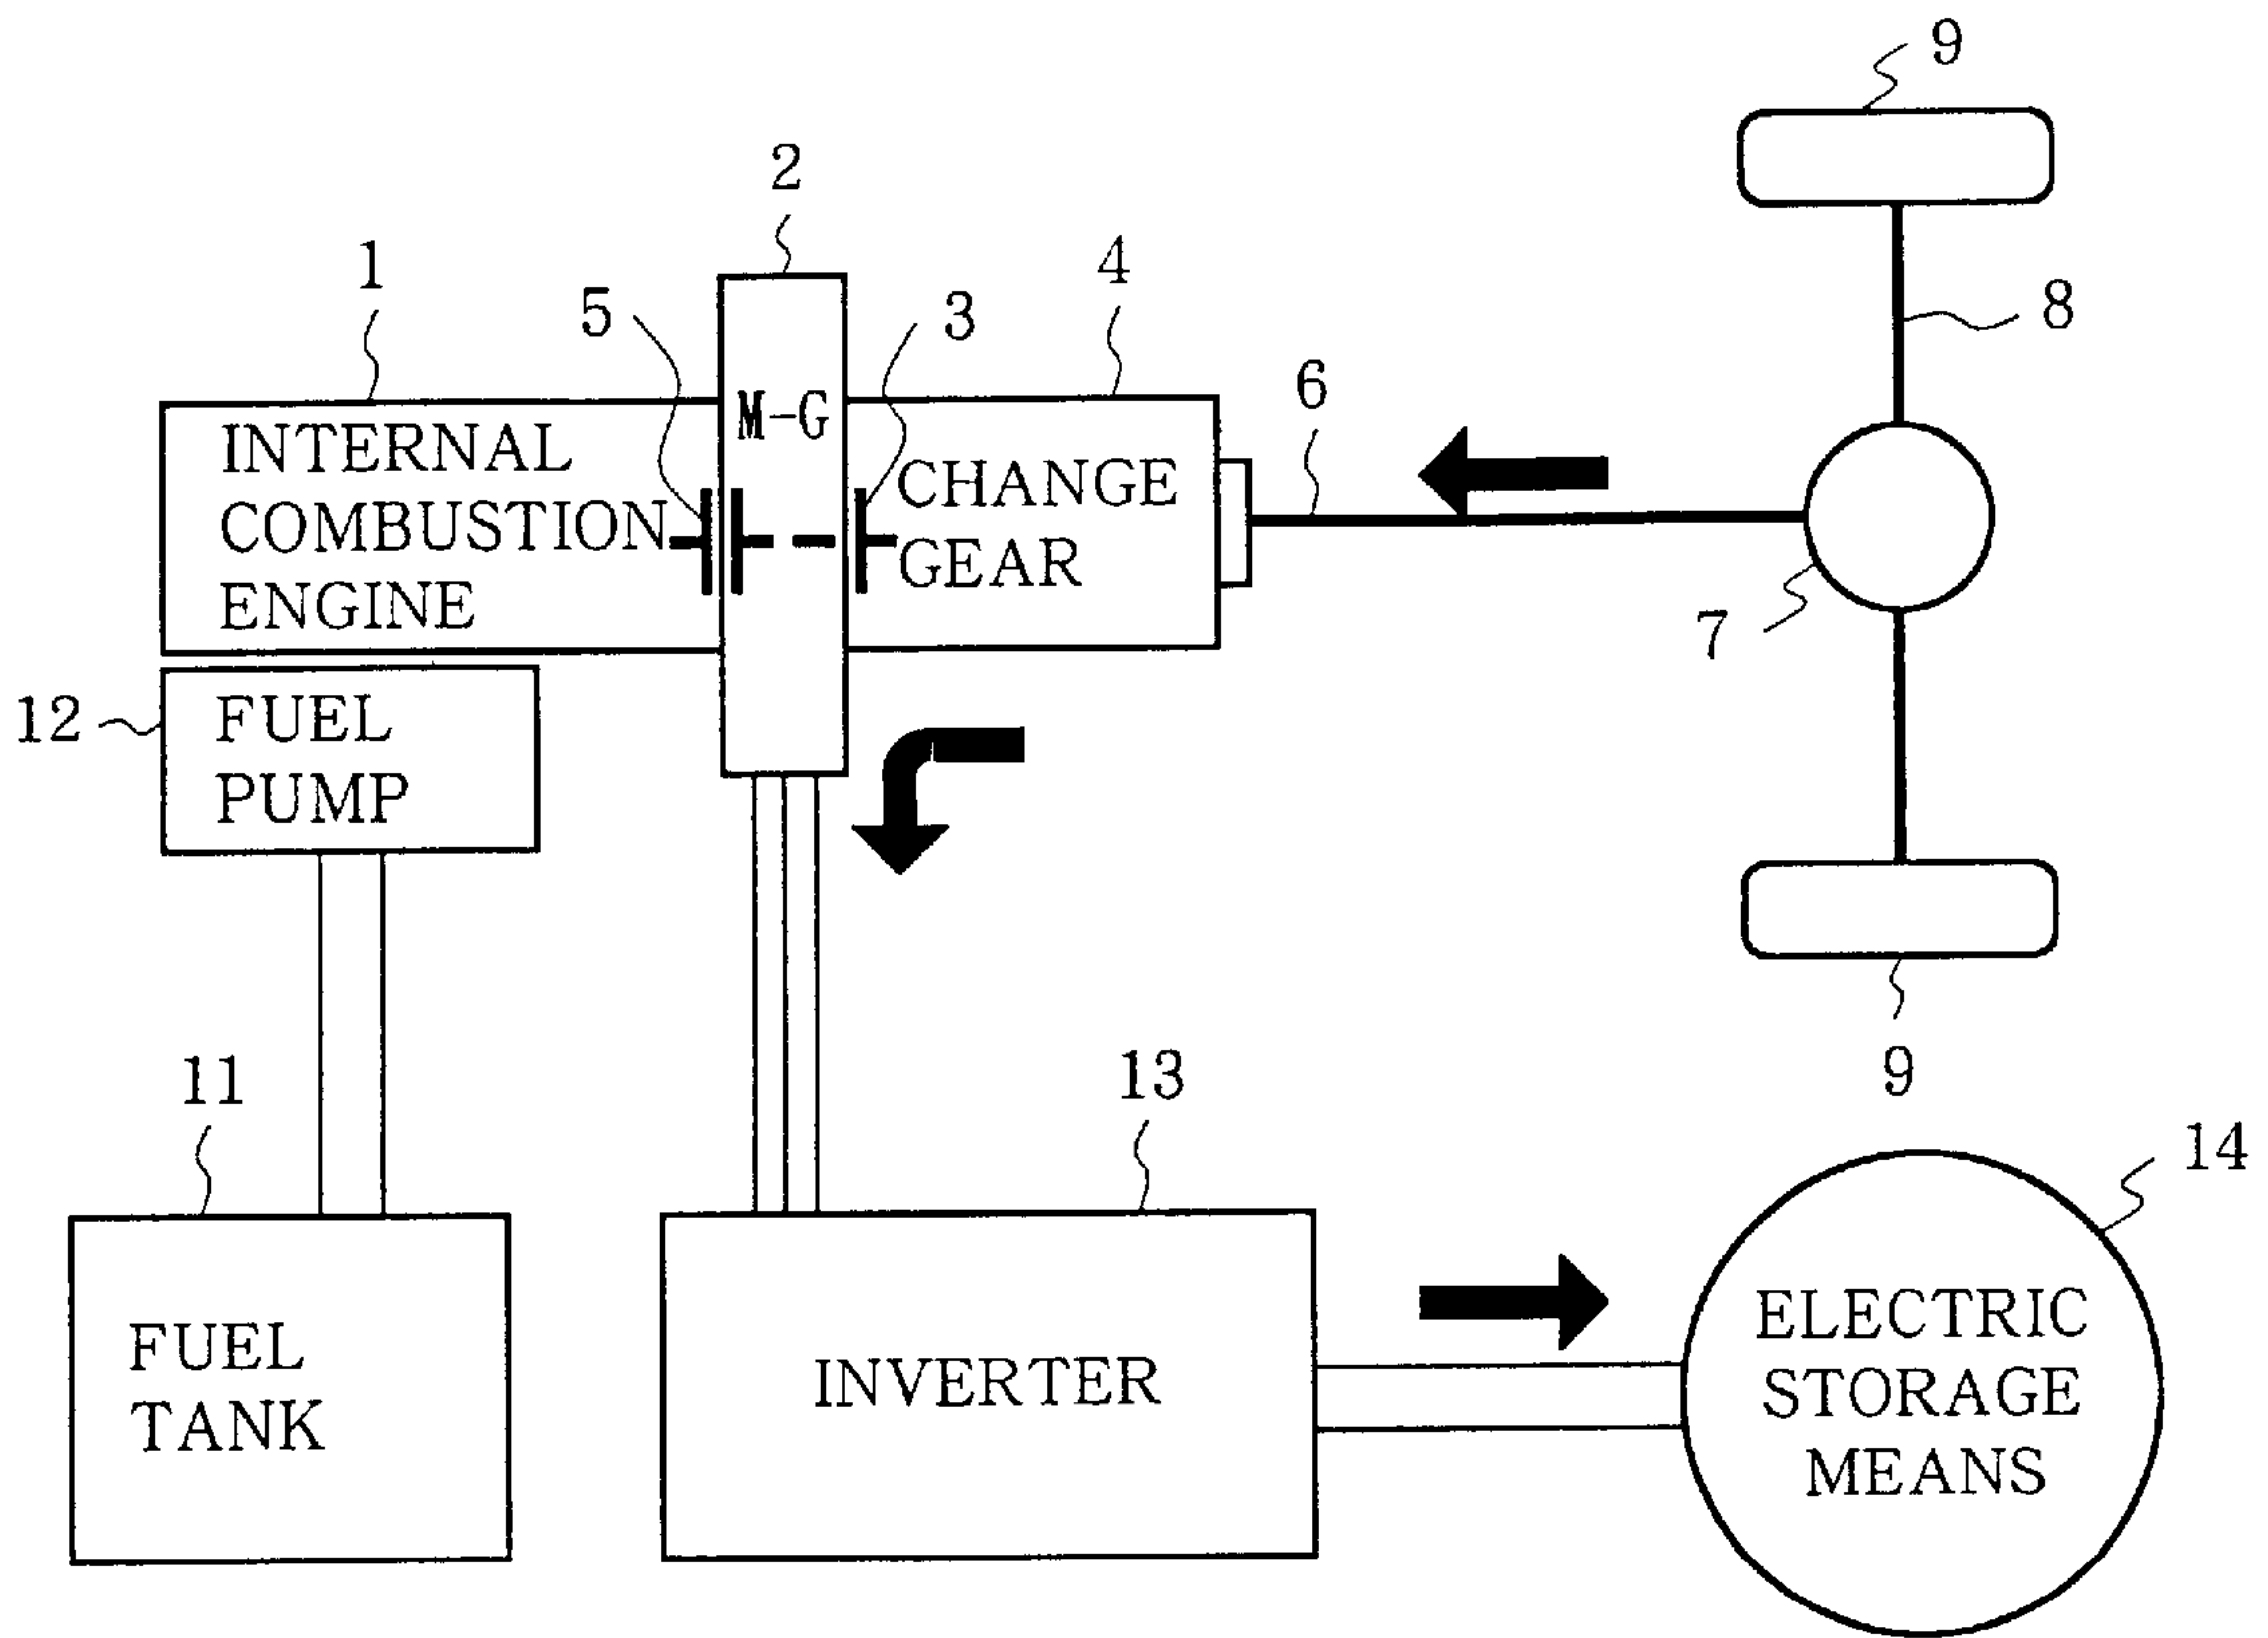 9
2
1
4
5
3
8
6
M-G
INTERNAL
COMBUSTION
ENGINE
CHANGE
GEAR
7
12
FUEL
PUMP
11
13
9
14
FUEL
TANK
INVERTER
ELECTRIC
STORAGE
MEANS